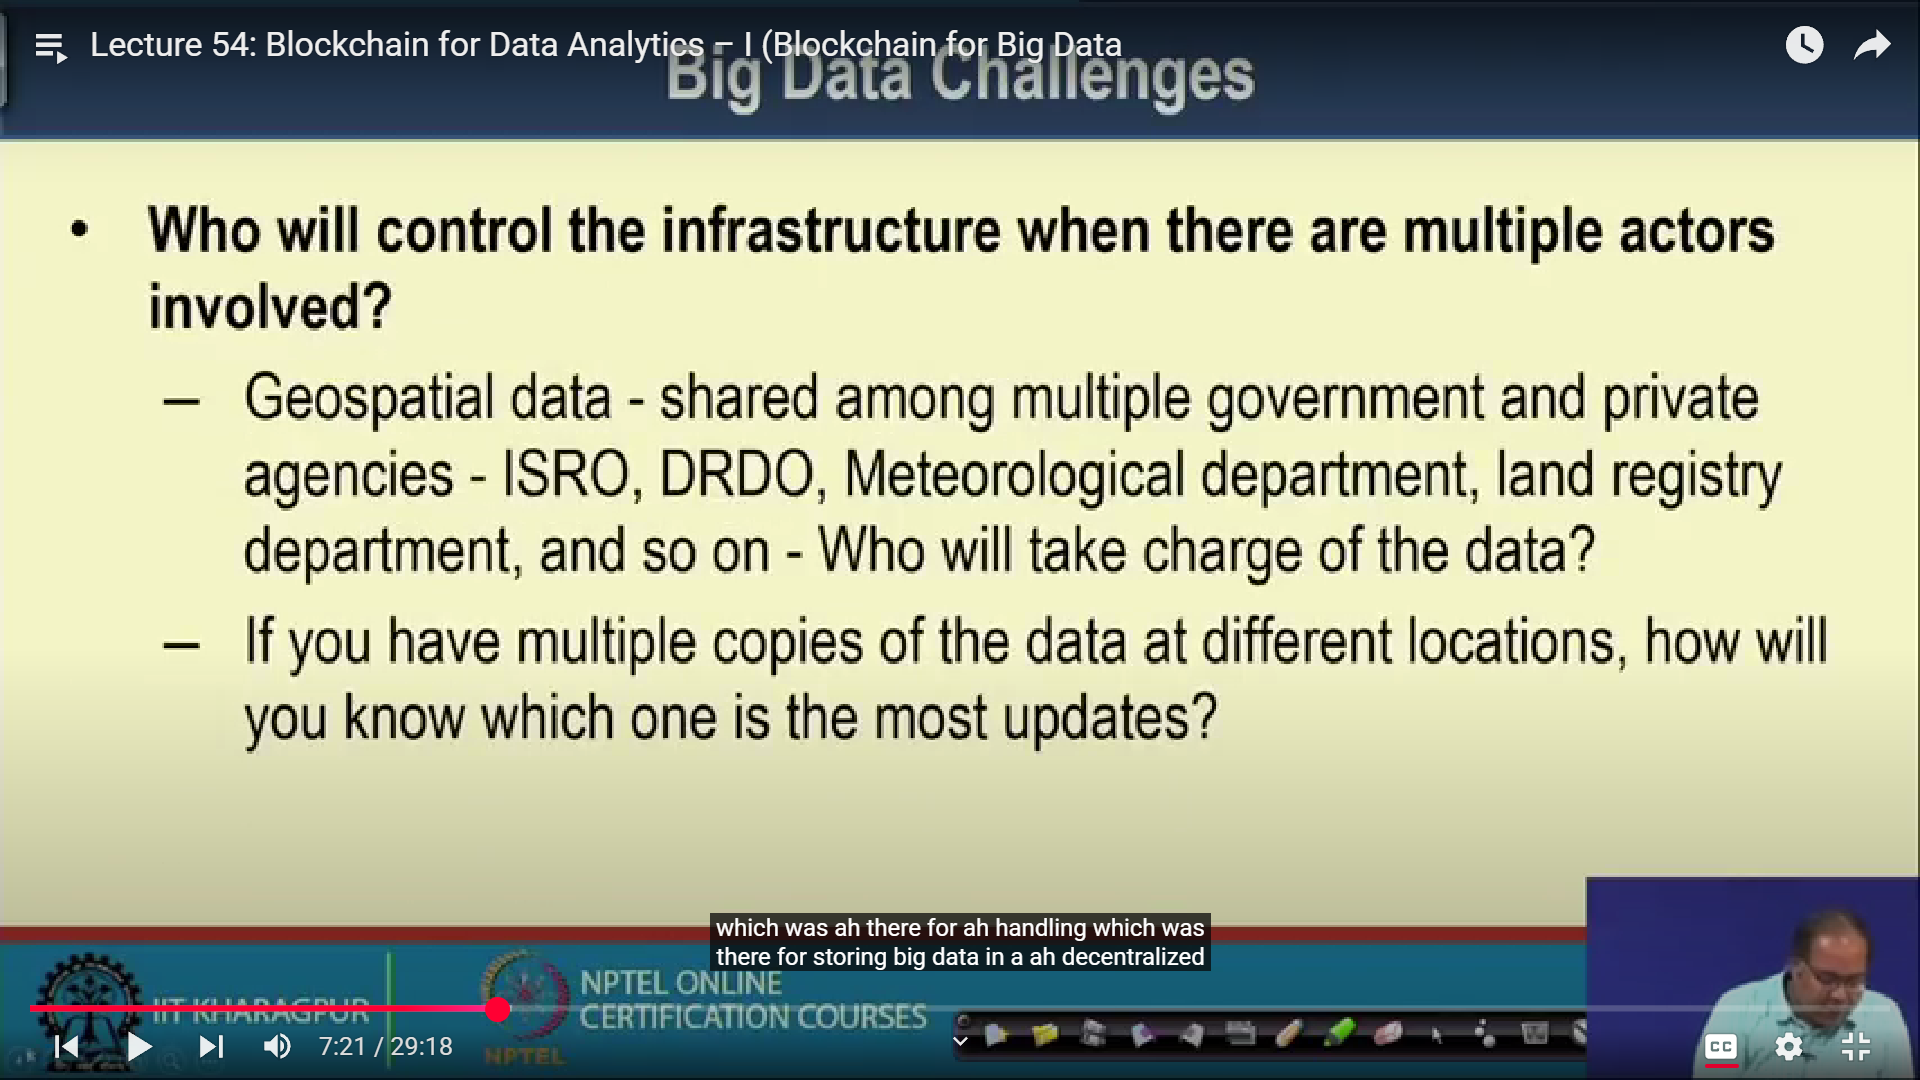 Lecture 54: Blockchain for Data Analytics – I (Blockchain for Big Data
Big Data Challenges
• Who will control the infrastructure when there are multiple actors
involved?
– Geospatial data - shared among multiple government and private
agencies - ISRO, DRDO, Meteorological department, land registry
department, and so on - Who will take charge of the data?
– If you have multiple copies of the data at different locations, how will
you know which one is the most updates?
which was ah there for ah handling which was
there for storing big data in a ah decentralized
IIT KHARAGPUR
NPTEL ONLINE
CERTIFICATION COURSES
NPTEL
7:21 / 29:18
CC